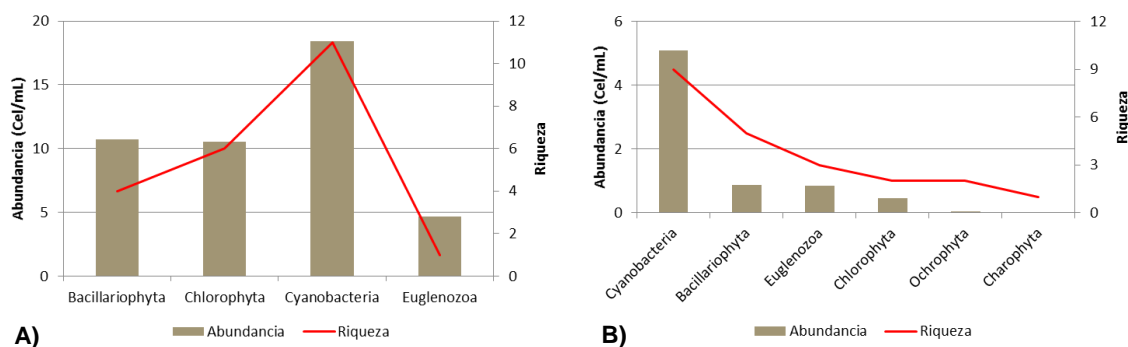 Abundancia (Cel/mL)
20
15
10
5
0
12
10
8
6
4
2
0
Riqueza
Bacillariophyta Chlorophyta Cyanobacteria Euglenozoa
Abundancia Riqueza
A)
Abundancia (Cel/mL)
6
4
2
0
12
9
6
3
0
Riqueza
Cyanobacteria
Bacillariophyta
Euglenozoa
Chlorophyta
Ochrophyta
Charophyta
Abundancia Riqueza
B)